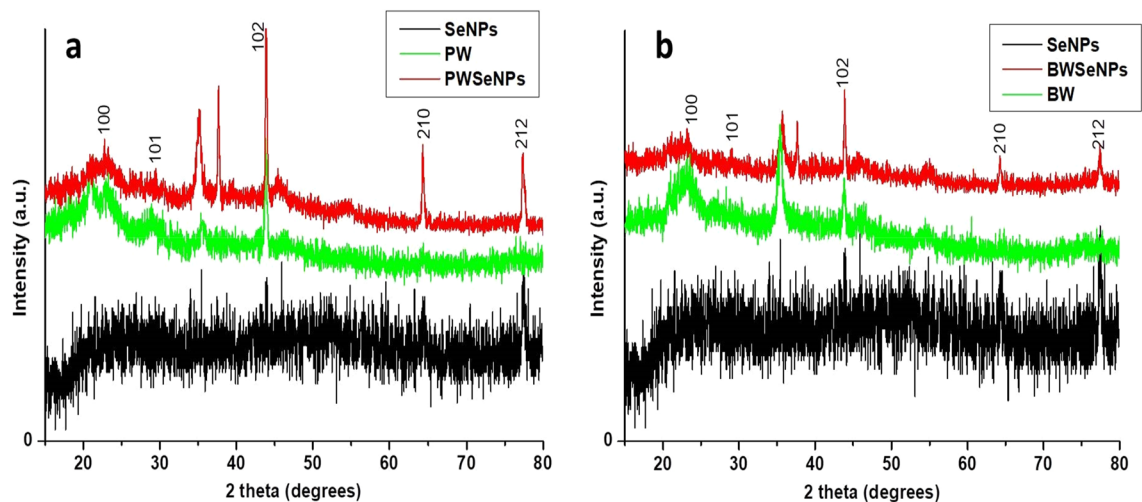 a
SeNPs
PW
PWSeNPs
100
101
102
210
212
Intensity (a.u.)
0
20 30 40 50 60 70 80
2 theta (degrees)
b
SeNPs
BWSeNPs
BW
100
101
102
210
212
Intensity (a.u.)
0
20 30 40 50 60 70 80
2 theta (degrees)